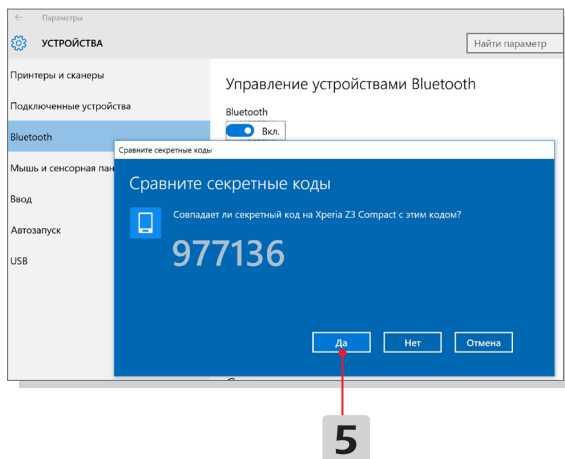 Параметры
УСТРОЙСТВА
Найти параметр
Принтеры и сканеры
Подключенные устройства
Bluetooth
Мышь и сенсорная пан
Ввод
Автозапуск
USB
Управление устройствами Bluetooth
Bluetooth
Вкл.
Сравните секретные коды
Сравните секретные коды
Совпадает ли секретный код на Xperia Z3 Compact с этим кодом?
977136
Да Нет Отмена
5